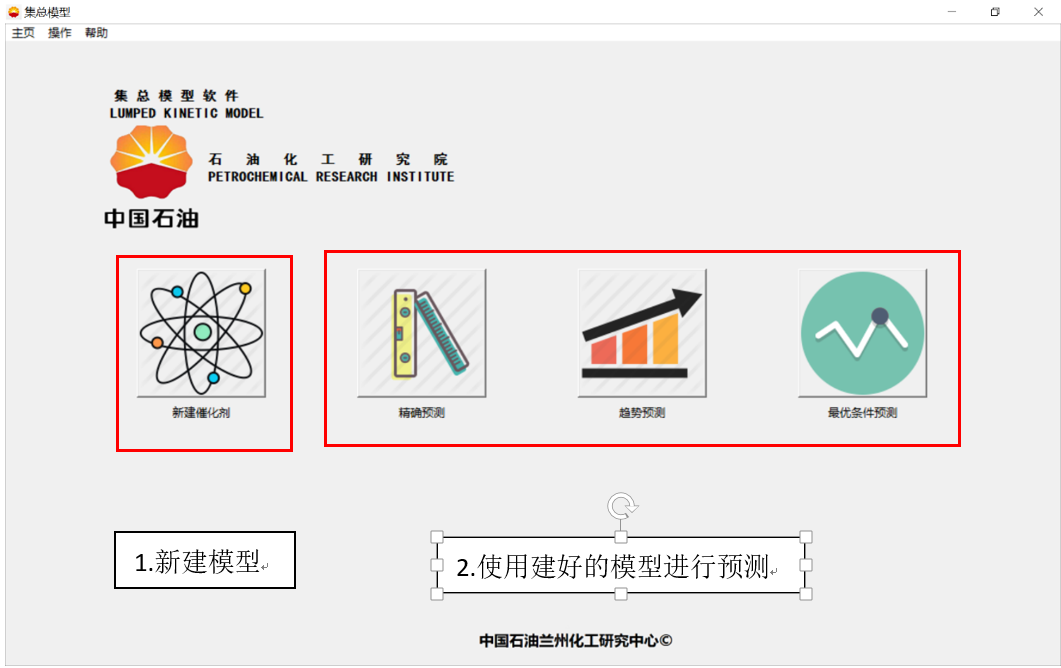 集总模型
主页 操作 帮助
集总模型软件
LUMPED KINETIC MODEL
石油化工研究院
PETROCHEMICAL RESEARCH INSTITUTE
中国石油
新建催化剂 精确预测 趋势预测 最优条件预测
1.新建模型
2.使用建好的模型进行预测
中国石油兰州化工研究中心©